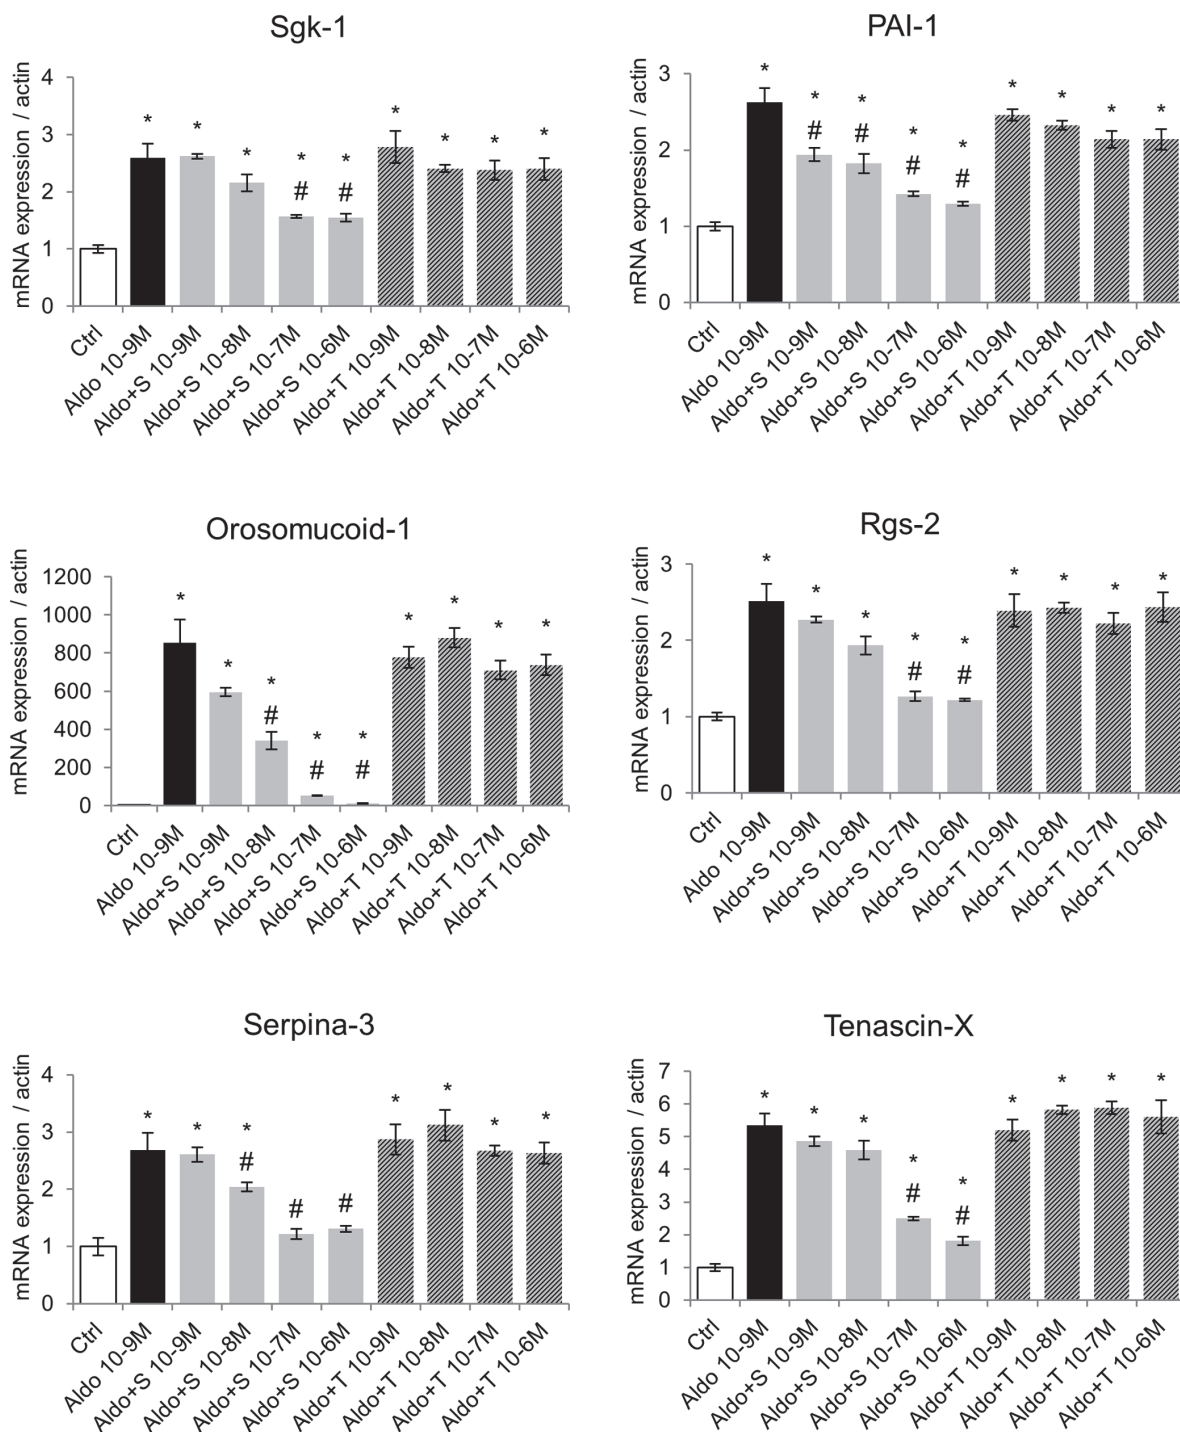 Sgk-1
mRNA expression / actin
4
3
2
1
0
* * * * * * * * *
# #
Ctrl
Aldo 10-9M
Aldo+S 10-9M
Aldo+S 10-8M
Aldo+S 10-7M
Aldo+S 10-6M
Aldo+T 10-9M
Aldo+T 10-8M
Aldo+T 10-7M
Aldo+T 10-6M
PAI-1
mRNA expression / actin
3
2
1
0
* * * * * * * * *
# # # #
Ctrl
Aldo 10-9M
Aldo+S 10-9M
Aldo+S 10-8M
Aldo+S 10-7M
Aldo+S 10-6M
Aldo+T 10-9M
Aldo+T 10-8M
Aldo+T 10-7M
Aldo+T 10-6M
Orosomucoid-1
mRNA expression / actin
1200
1000
800
600
400
200
0
* * * * * * * * *
# # #
Ctrl
Aldo 10-9M
Aldo+S 10-9M
Aldo+S 10-8M
Aldo+S 10-7M
Aldo+S 10-6M
Aldo+T 10-9M
Aldo+T 10-8M
Aldo+T 10-7M
Aldo+T 10-6M
Rgs-2
mRNA expression / actin
3
2
1
0
* * * * * * * * *
# #
Ctrl
Aldo 10-9M
Aldo+S 10-9M
Aldo+S 10-8M
Aldo+S 10-7M
Aldo+S 10-6M
Aldo+T 10-9M
Aldo+T 10-8M
Aldo+T 10-7M
Aldo+T 10-6M
Serpina-3
mRNA expression / actin
4
3
2
1
0
* * * * * * *
# # #
Ctrl
Aldo 10-9M
Aldo+S 10-9M
Aldo+S 10-8M
Aldo+S 10-7M
Aldo+S 10-6M
Aldo+T 10-9M
Aldo+T 10-8M
Aldo+T 10-7M
Aldo+T 10-6M
Tenascin-X
mRNA expression / actin
7
6
5
4
3
2
1
0
* * * * * * * * *
# #
Ctrl
Aldo 10-9M
Aldo+S 10-9M
Aldo+S 10-8M
Aldo+S 10-7M
Aldo+S 10-6M
Aldo+T 10-9M
Aldo+T 10-8M
Aldo+T 10-7M
Aldo+T 10-6M